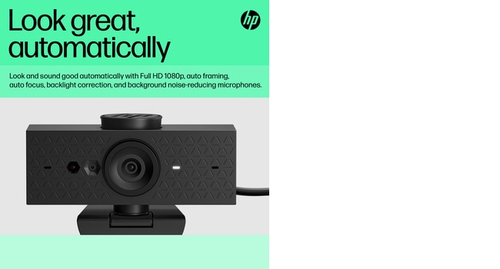 Look great,
hp
automatically
Look and sound good automatically with Full HD 1080p, auto framing,
auto focus, backlight correction, and background noise-reducing microphones.